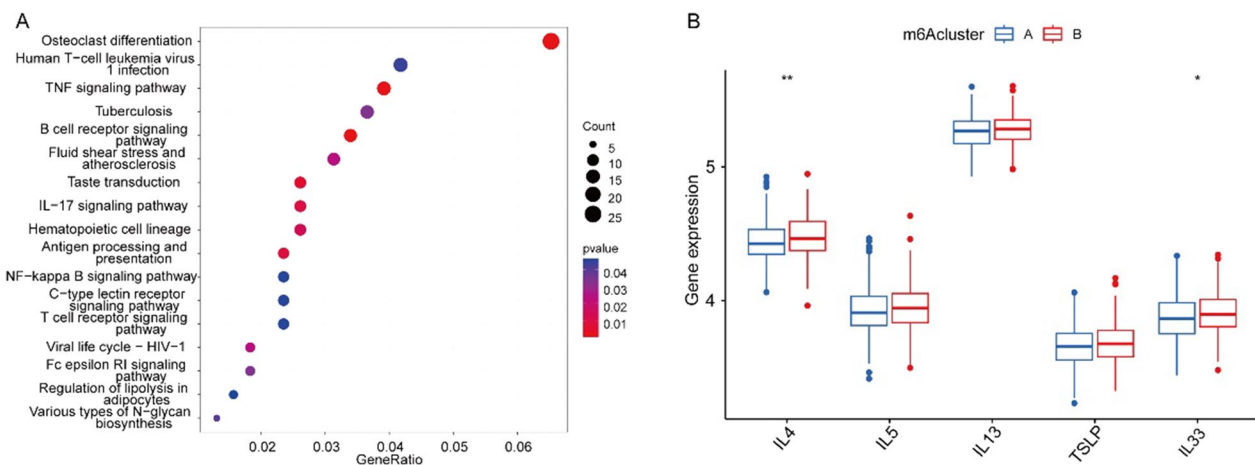 A
Osteoclast differentiation
Human T−cell leukemia virus
1 infection
TNF signaling pathway
Tuberculosis
B cell receptor signaling
pathway
Fluid shear stress and
atherosclerosis
Taste transduction
IL−17 signaling pathway
Hematopoietic cell lineage
Antigen processing and
presentation
NF−kappa B signaling pathway
C−type lectin receptor
signaling pathway
T cell receptor signaling
pathway
Viral life cycle − HIV−1
Fc epsilon RI signaling
pathway
Regulation of lipolysis in
adipocytes
Various types of N−glycan
biosynthesis
0.02 0.03 0.04 0.05 0.06
GeneRatio
Count
5
10
15
20
25
pvalue
0.04
0.03
0.02
0.01
B
m6Acluster A B
** *
Gene expression
5
4
IL4 IL5 IL13 TSLP IL33